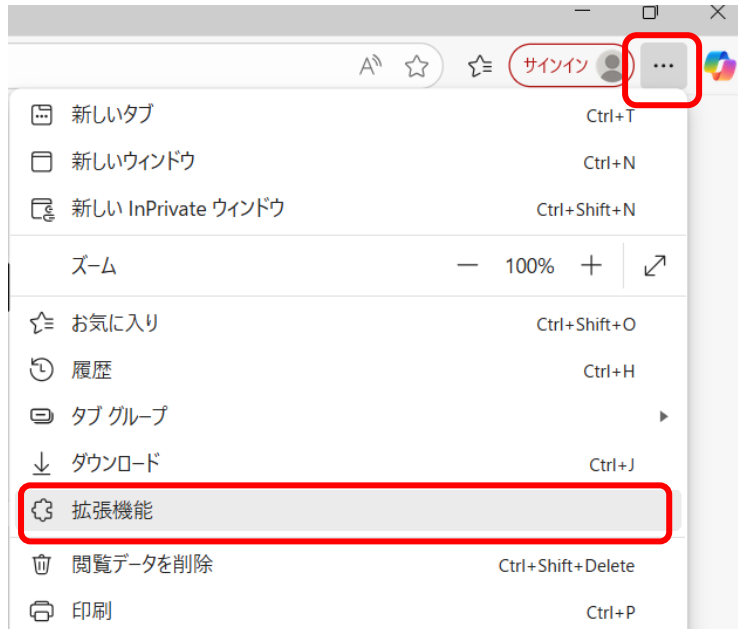 サインイン
新しいタブ Ctrl+T
新しいウィンドウ Ctrl+N
新しい InPrivate ウィンドウ Ctrl+Shift+N
ズーム 100%
お気に入り Ctrl+Shift+O
履歴 Ctrl+H
タブ グループ
ダウンロード Ctrl+J
拡張機能
閲覧データを削除 Ctrl+Shift+Delete
印刷 Ctrl+P